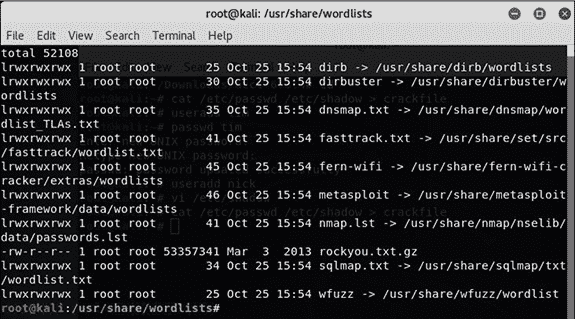 root@kali: /usr/share/wordlists
File Edit View Search Terminal Help
total 52108
lrwxrwxrwx 1 root root 25 Oct 25 15:54 dirb -> /usr/share/dirb/wordlists
lrwxrwxrwx 1 root root 30 Oct 25 15:54 dirbuster -> /usr/share/dirbuster/w
ordlists
lrwxrwxrwx 1 root root 35 Oct 25 15:54 dnsmap.txt -> /usr/share/dnsmap/wor
dlist_TLAs.txt
lrwxrwxrwx 1 root root 41 Oct 25 15:54 fasttrack.txt -> /usr/share/set/src
/fasttrack/wordlist.txt
lrwxrwxrwx 1 root root 45 Oct 25 15:54 fern-wifi -> /usr/share/fern-wifi-c
racker/extras/wordlists
lrwxrwxrwx 1 root root 46 Oct 25 15:54 metasploit -> /usr/share/metasploit
-framework/data/wordlists
lrwxrwxrwx 1 root root 41 Oct 25 15:54 nmap.lst -> /usr/share/nmap/nselib/
data/passwords.lst
-rw-r--r-- 1 root root 53357341 Mar 3 2013 rockyou.txt.gz
lrwxrwxrwx 1 root root 34 Oct 25 15:54 sqlmap.txt -> /usr/share/sqlmap/txt
/wordlist.txt
lrwxrwxrwx 1 root root 25 Oct 25 15:54 wfuzz -> /usr/share/wfuzz/wordlist
root@kali:/usr/share/wordlists#